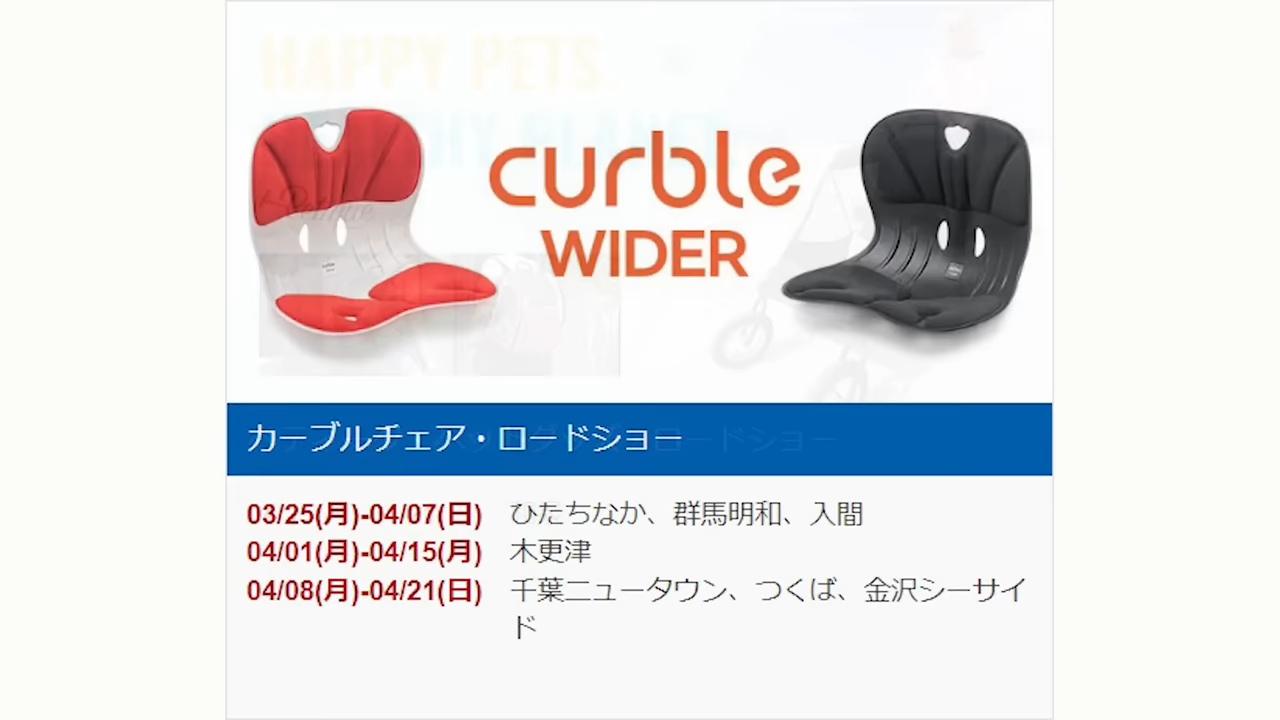 HAPPY PETS.
curble
WIDER
カーブルチェア・ロードショー
03/25(月)-04/07(日) ひたちなか、群馬明和、入間
04/01(月)-04/15(月) 木更津
04/08(月)-04/21(日) 千葉ニュータウン、つくば、金沢シーサイ
ド